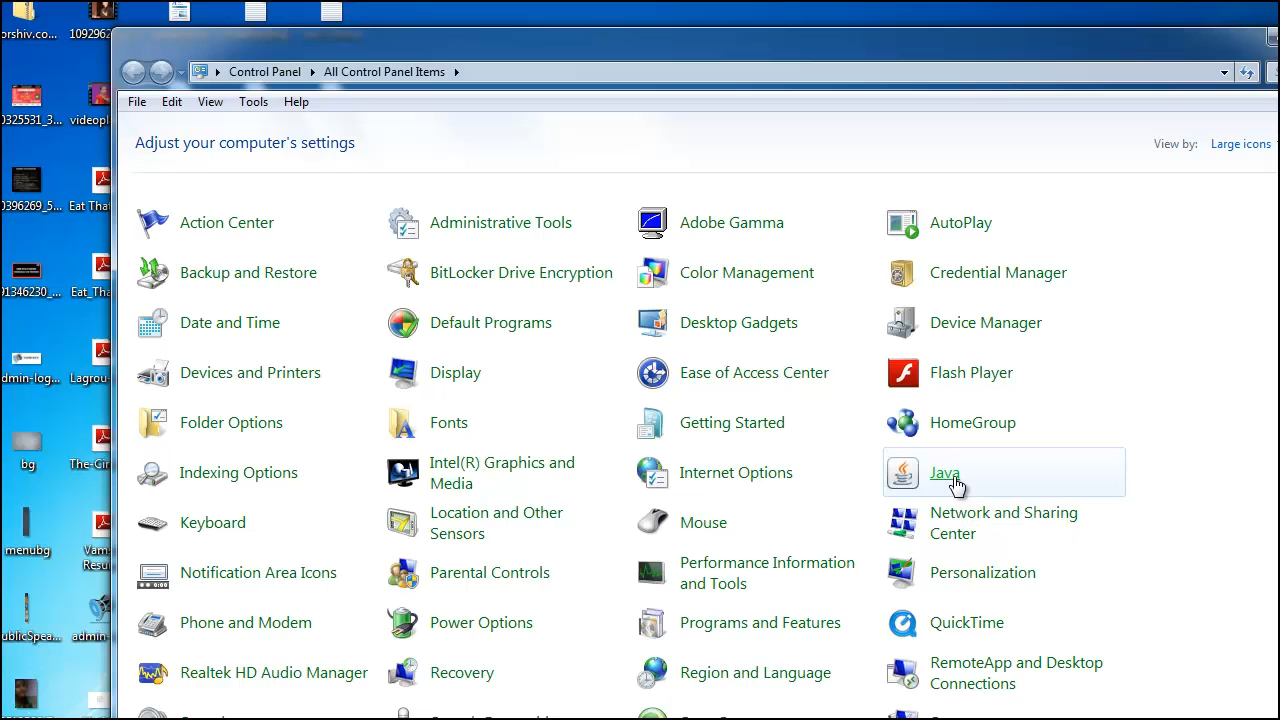 orshiv.co...
109296
0325531_3...
videopl
0396269_5...
Eat That
91346230_...
Eat_Tha
dmin-log...
Lagrou-
bg
The-Cir
menubg
Vam
Resu
ublicSpea...
admin-
Control Panel
All Control Panel Items
File Edit View Tools Help
Adjust your computer's settings
View by: Large icons
Action Center
Administrative Tools
Adobe Gamma
AutoPlay
Backup and Restore
BitLocker Drive Encryption
Color Management
Credential Manager
Date and Time
Default Programs
Desktop Gadgets
Device Manager
Devices and Printers
Display
Ease of Access Center
Flash Player
Folder Options
Fonts
Getting Started
HomeGroup
Indexing Options
Intel(R) Graphics and
Media
Internet Options
Java
Keyboard
Location and Other
Sensors
Mouse
Network and Sharing
Center
Notification Area Icons
Parental Controls
Performance Information
and Tools
Personalization
Phone and Modem
Power Options
Programs and Features
QuickTime
Realtek HD Audio Manager
Recovery
Region and Language
RemoteApp and Desktop
Connections